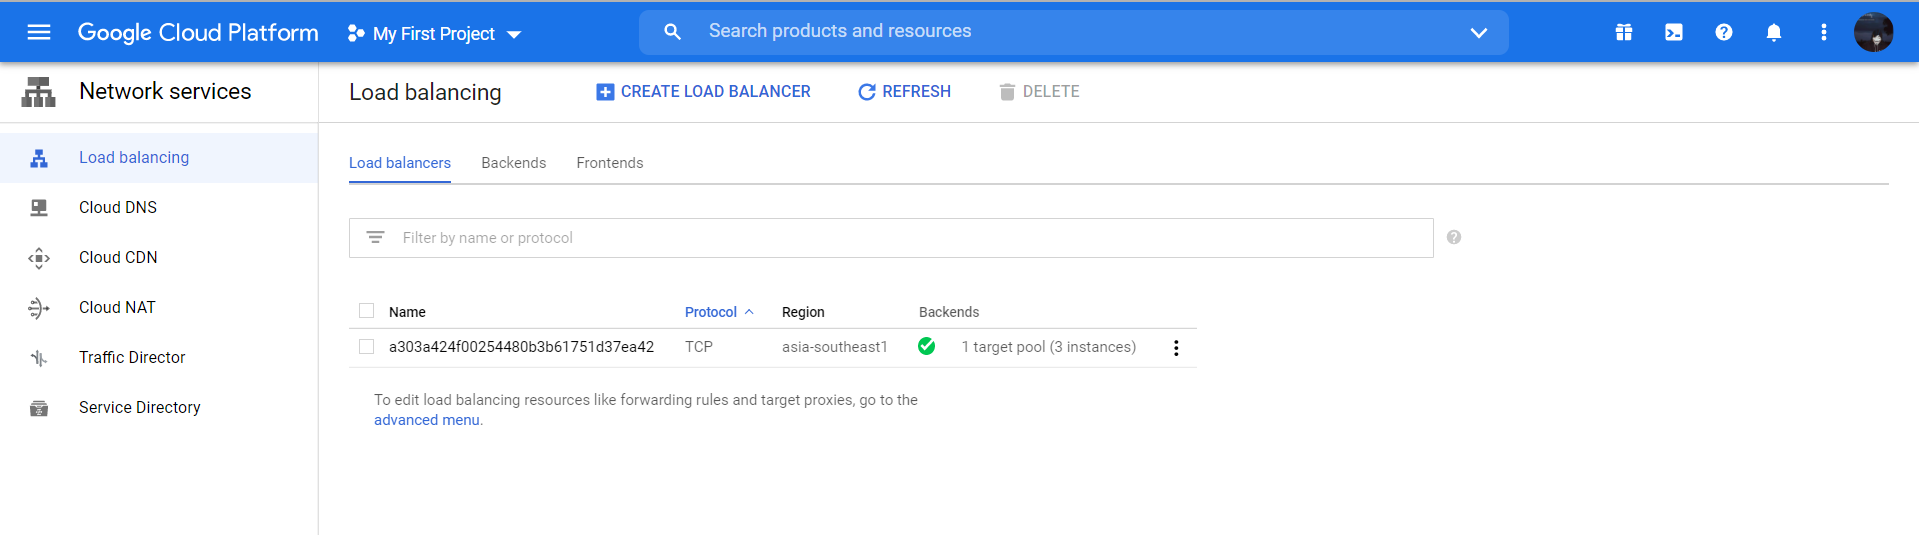 Google Cloud Platform
My First Project
Search products and resources
Network services
Load balancing
CREATE LOAD BALANCER
REFRESH
DELETE
Load balancing
Cloud DNS
Cloud CDN
Cloud NAT
Traffic Director
Service Directory
Load balancers
Backends
Frontends
Filter by name or protocol
Name Protocol Region Backends
a303a424f00254480b3b61751d37ea42 TCP asia-southeast1 1 target pool (3 instances)
To edit load balancing resources like forwarding rules and target proxies, go to the
advanced menu.